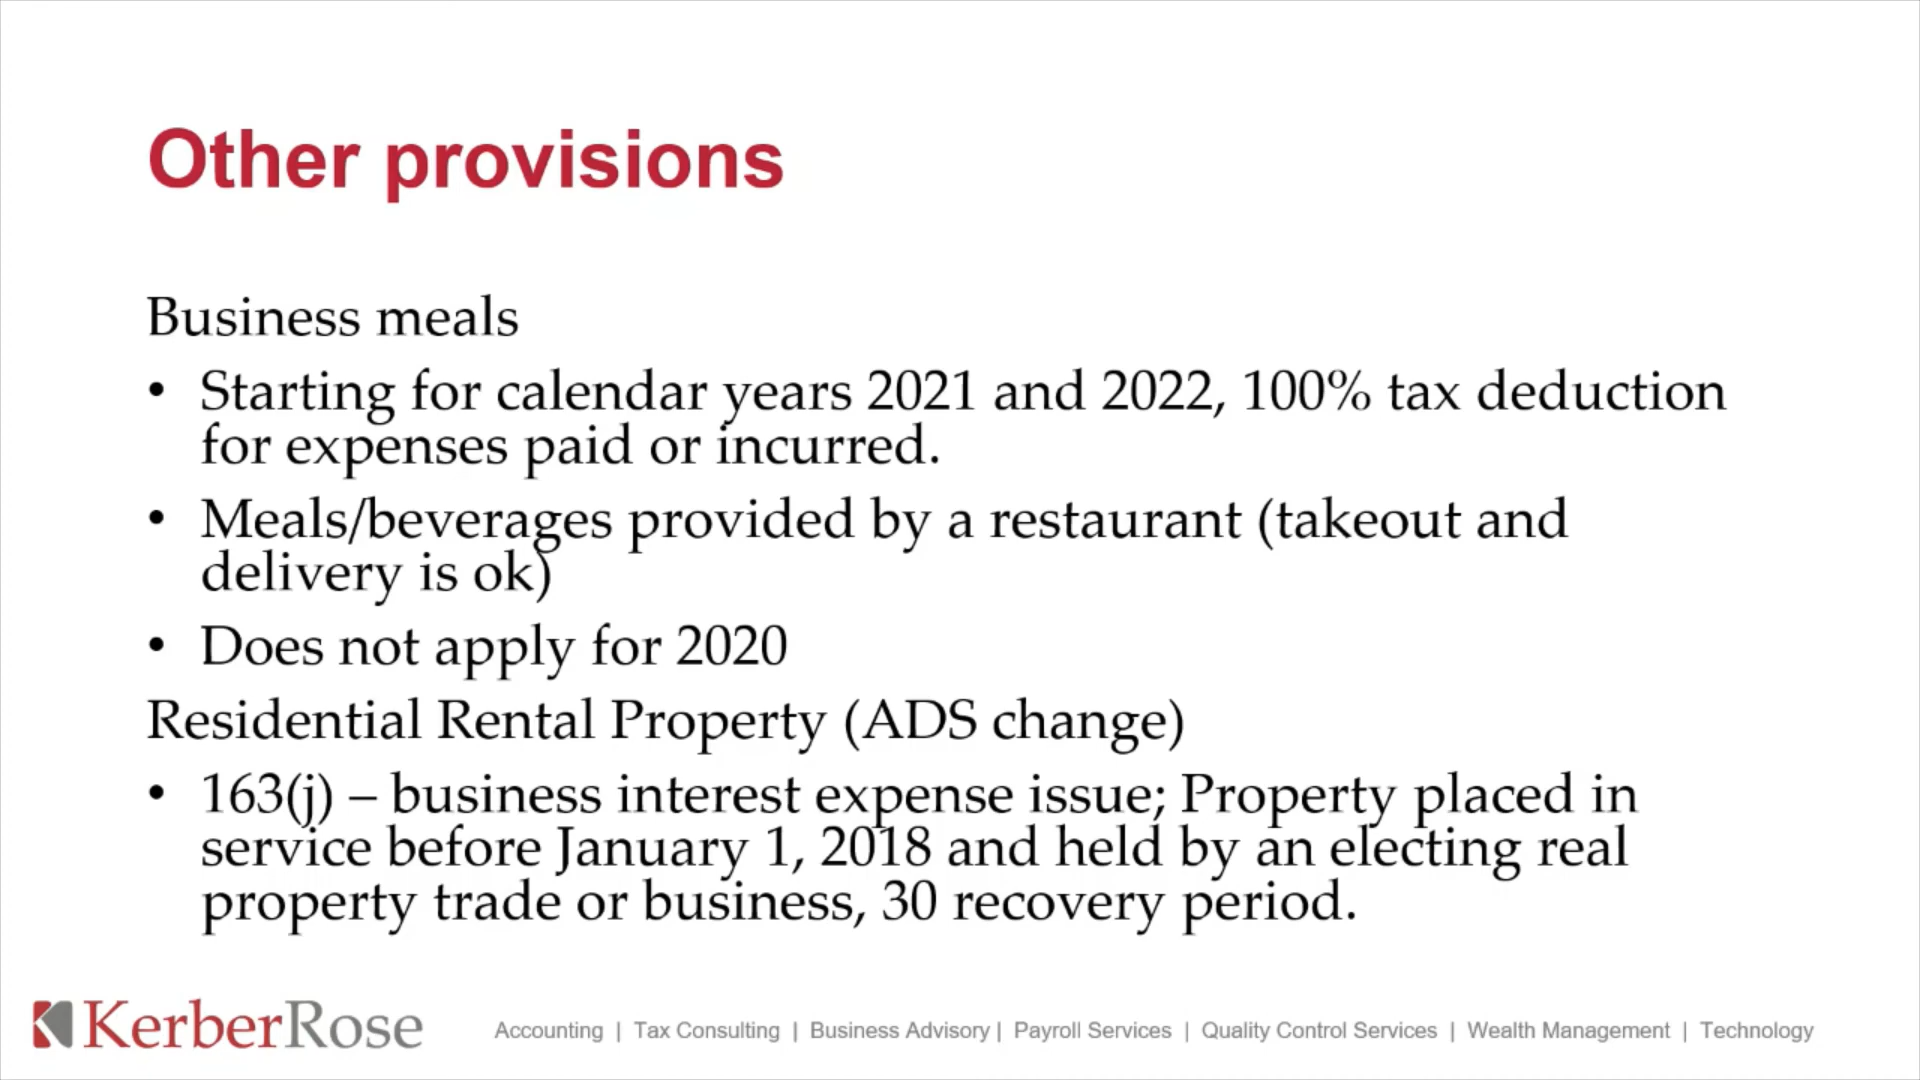 Other provisions
Business meals
• Starting for calendar years 2021 and 2022, 100% tax deduction
for expenses paid or incurred.
• Meals/beverages provided by a restaurant (takeout and
delivery is ok)
• Does not apply for 2020
Residential Rental Property (ADS change)
• 163(j) – business interest expense issue; Property placed in
service before January 1, 2018 and held by an electing real
property trade or business, 30 recovery period.
KerberRose Accounting | Tax Consulting | Business Advisory | Payroll Services | Quality Control Services | Wealth Management | Technology